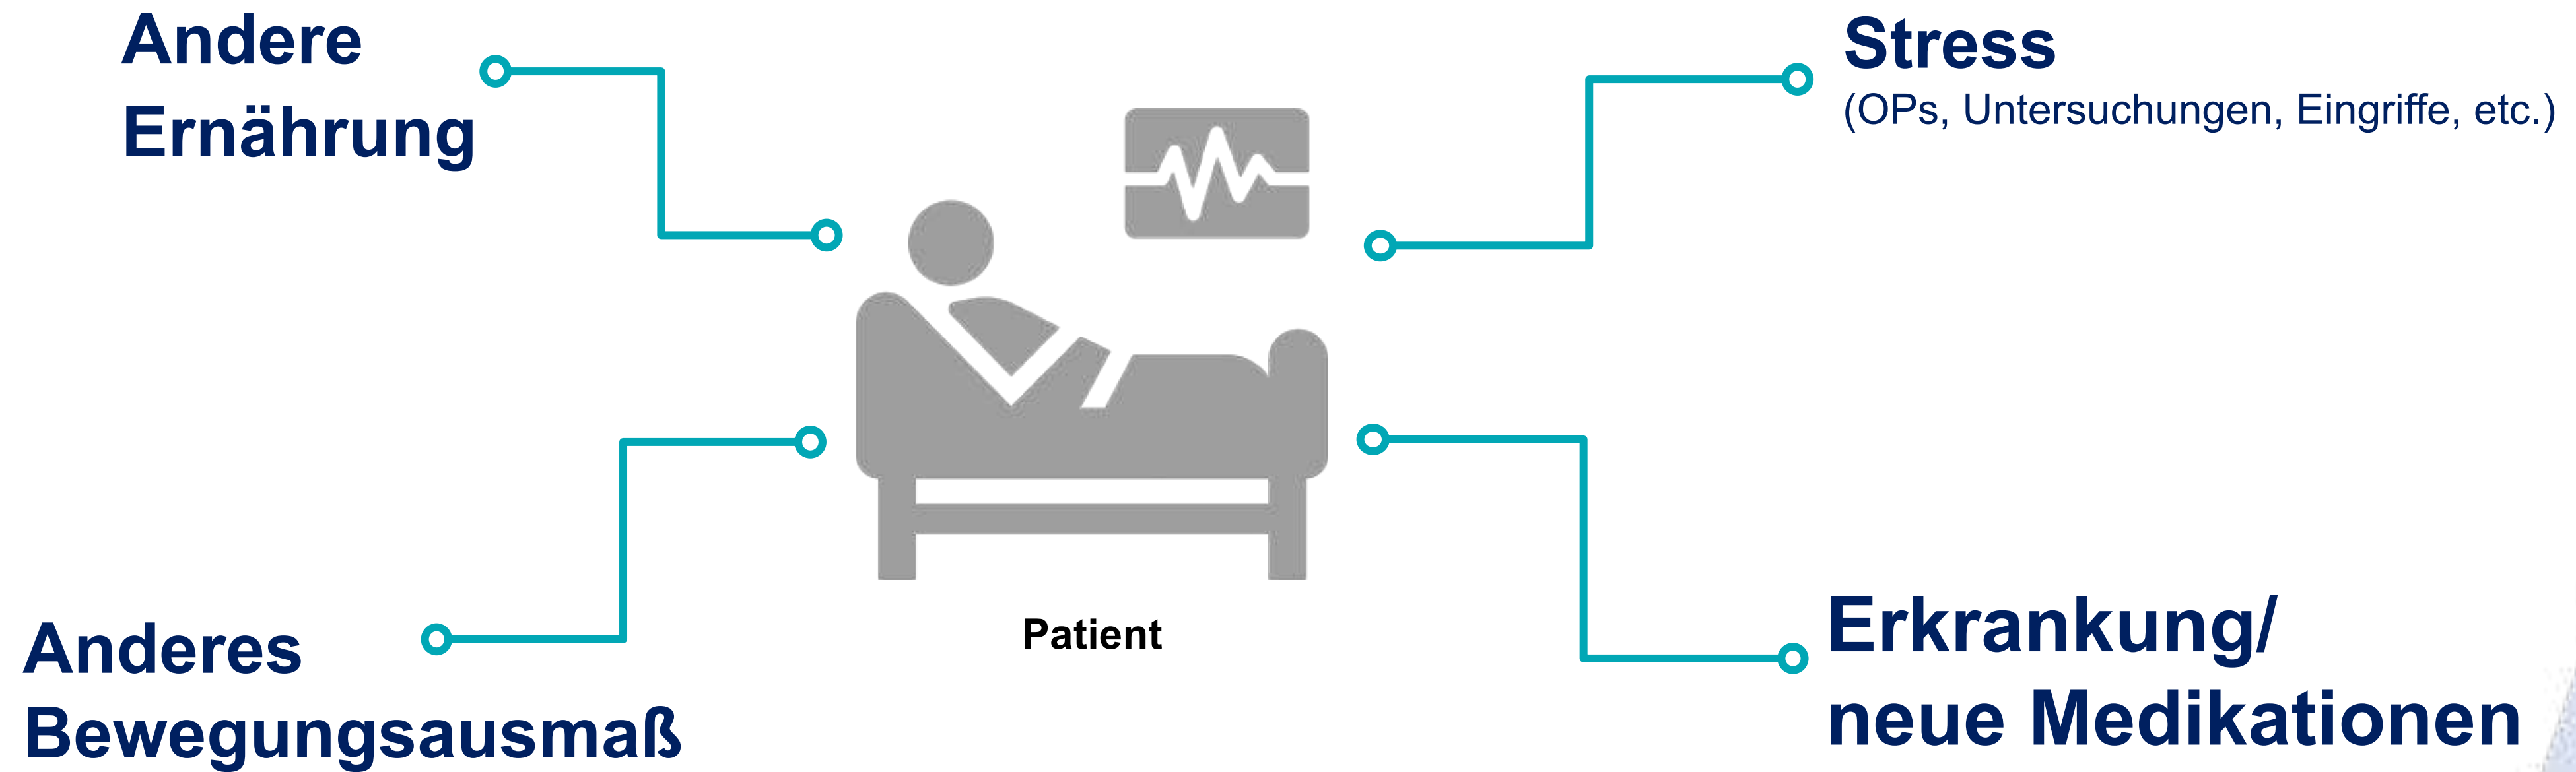 Andere
Ernährung
Stress
(OPs, Untersuchungen, Eingriffe, etc.)
Patient
Anderes
Bewegungsausmaß
Erkrankung/
neue Medikationen